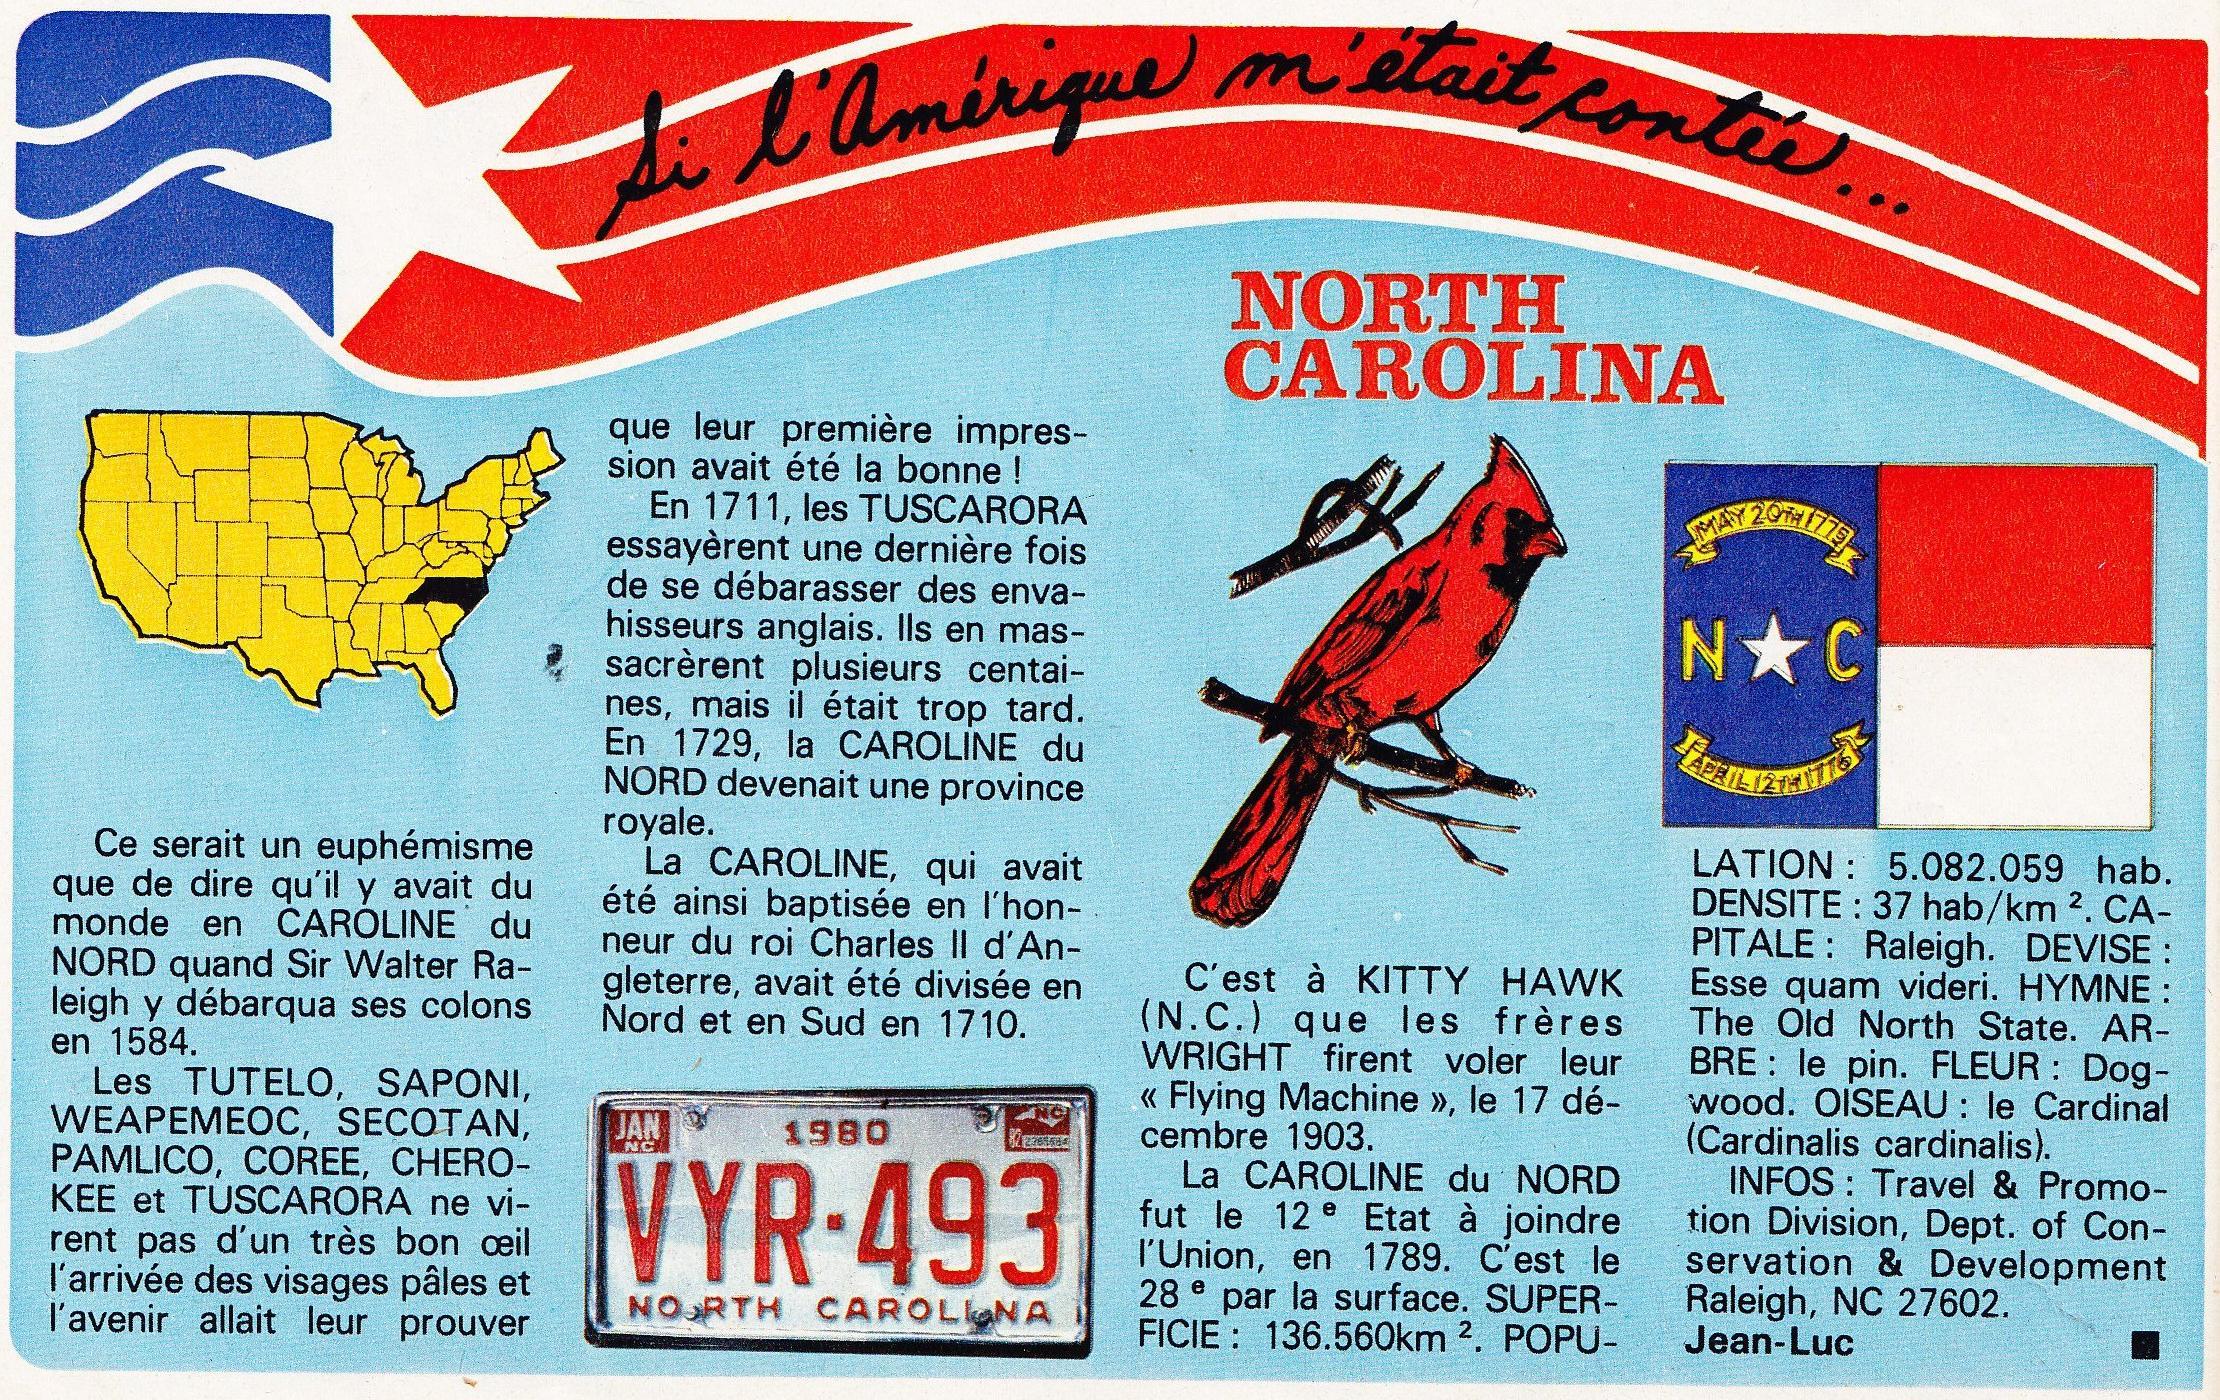 Si l'Amérique m'était contée...
NORTH
CAROLINA
Ce serait un euphémisme
que de dire qu'il y avait du
monde en CAROLINE du
NORD quand Sir Walter Ra-
leigh y débarqua ses colons
en 1584.
Les TUTELO, SAPONI,
WEAPEMEOC, SECOTAN,
PAMLICO, COREE, CHERO-
KEE et TUSCARORA ne vi-
rent pas d'un très bon œil
l'arrivée des visages pâles et
l'avenir allait leur prouver
que leur première impres-
sion avait été la bonne !
En 1711, les TUSCARORA
essayèrent une dernière fois
de se débarasser des enva-
hisseurs anglais. Ils en mas-
sacrèrent plusieurs centai-
nes, mais il était trop tard.
En 1729, la CAROLINE du
NORD devenait une province
royale.
La CAROLINE, qui avait
été ainsi baptisée en l'hon-
neur du roi Charles II d'An-
gleterre, avait été divisée en
Nord et en Sud en 1710.
JAN
NC
1980
NC
VYR·493
NORTH CAROLINA
C'est à KITTY HAWK
(N.C.) que les frères
WRIGHT firent voler leur
« Flying Machine », le 17 dé-
cembre 1903.
La CAROLINE du NORD
fut le 12e Etat à joindre
l'Union, en 1789. C'est le
28e par la surface. SUPER-
FICIE : 136.560km². POPU-
MAY 20TH 1775
N C
APRIL 12TH 1776
LATION : 5.082.059 hab.
DENSITE : 37 hab/km². CA-
PITALE : Raleigh. DEVISE :
Esse quam videri. HYMNE :
The Old North State. AR-
BRE : le pin. FLEUR : Dog-
wood. OISEAU : le Cardinal
(Cardinalis cardinalis).
INFOS : Travel & Promo-
tion Division, Dept. of Con-
servation & Development
Raleigh, NC 27602.
Jean-Luc